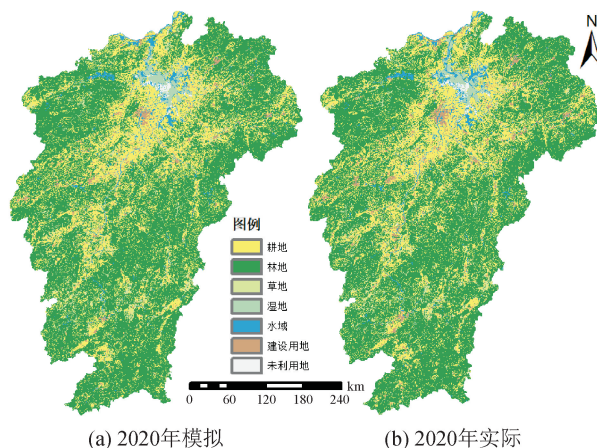 N
图例
耕地
林地
草地
湿地
水域
建设用地
未利用地
0 60 120 180 240 km
(a) 2020年模拟
(b) 2020年实际